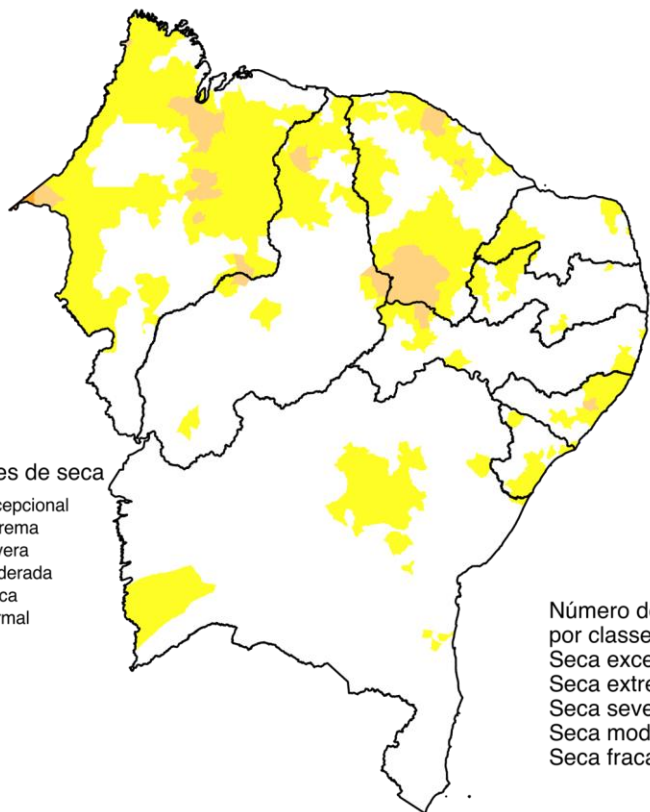 es de seca
cepcional
rema
vera
derada
ca
rmal
Número de
por classe
Seca exce
Seca extre
Seca seve
Seca mod
Seca fraca